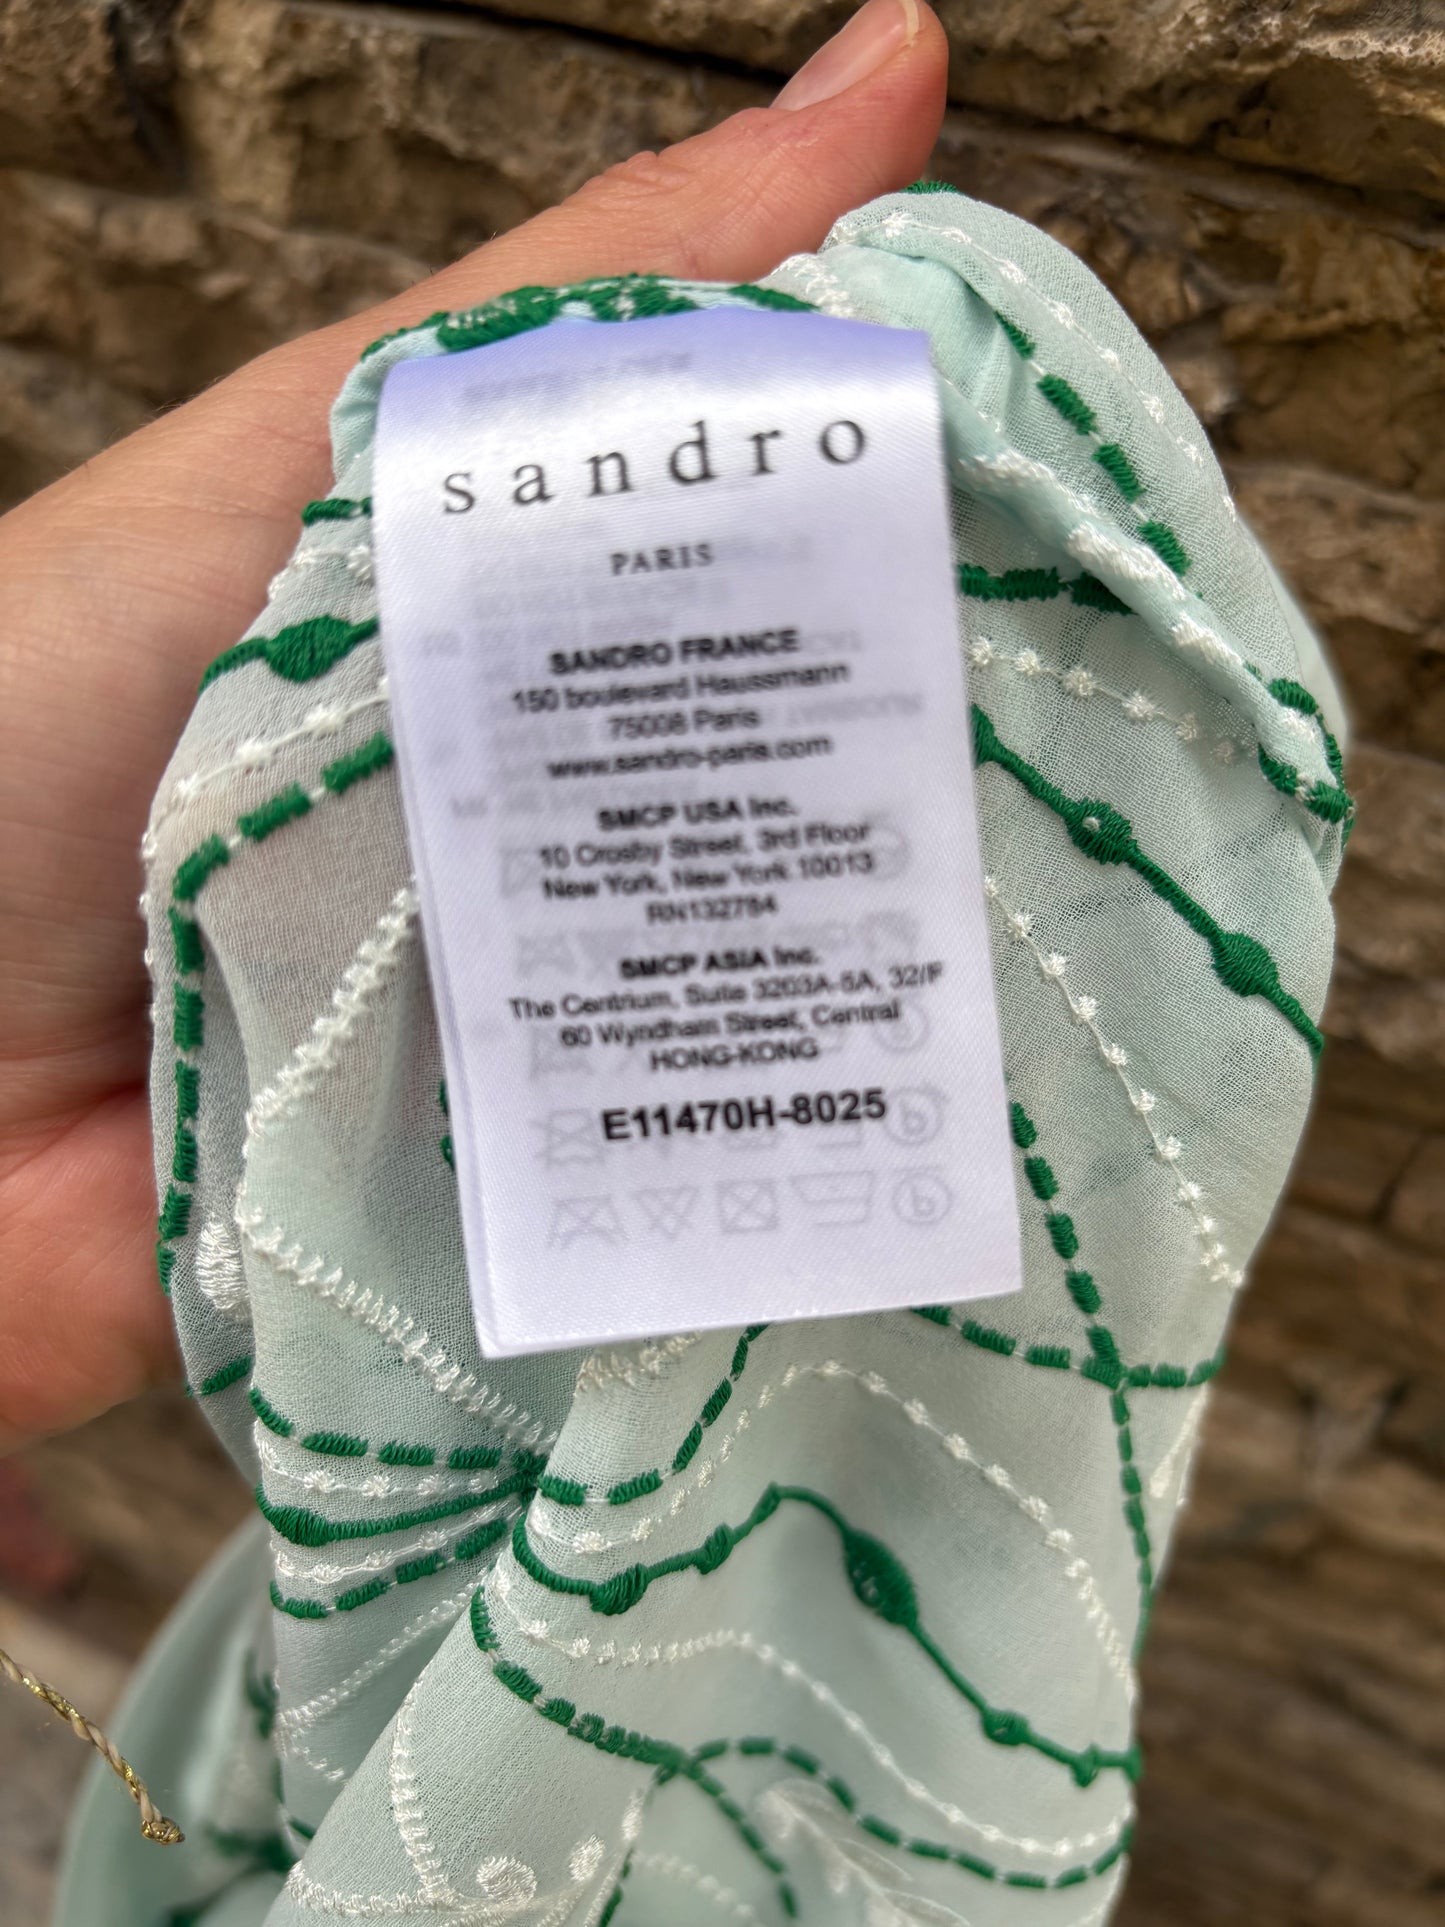 sandro
PARIS
SANDRO FRANCE
150 boulevard Haussmann
75008 Paris
www.sandro-paris.com
SMCP USA Inc.
10 Crosby Street, 3rd Floor
New York, New York 10013
RN132784
SMCP ASIA Inc.
The Centrium, Suite 3203A-5A, 32/F
60 Wyndham Street, Central
HONG-KONG
E11470H-8025